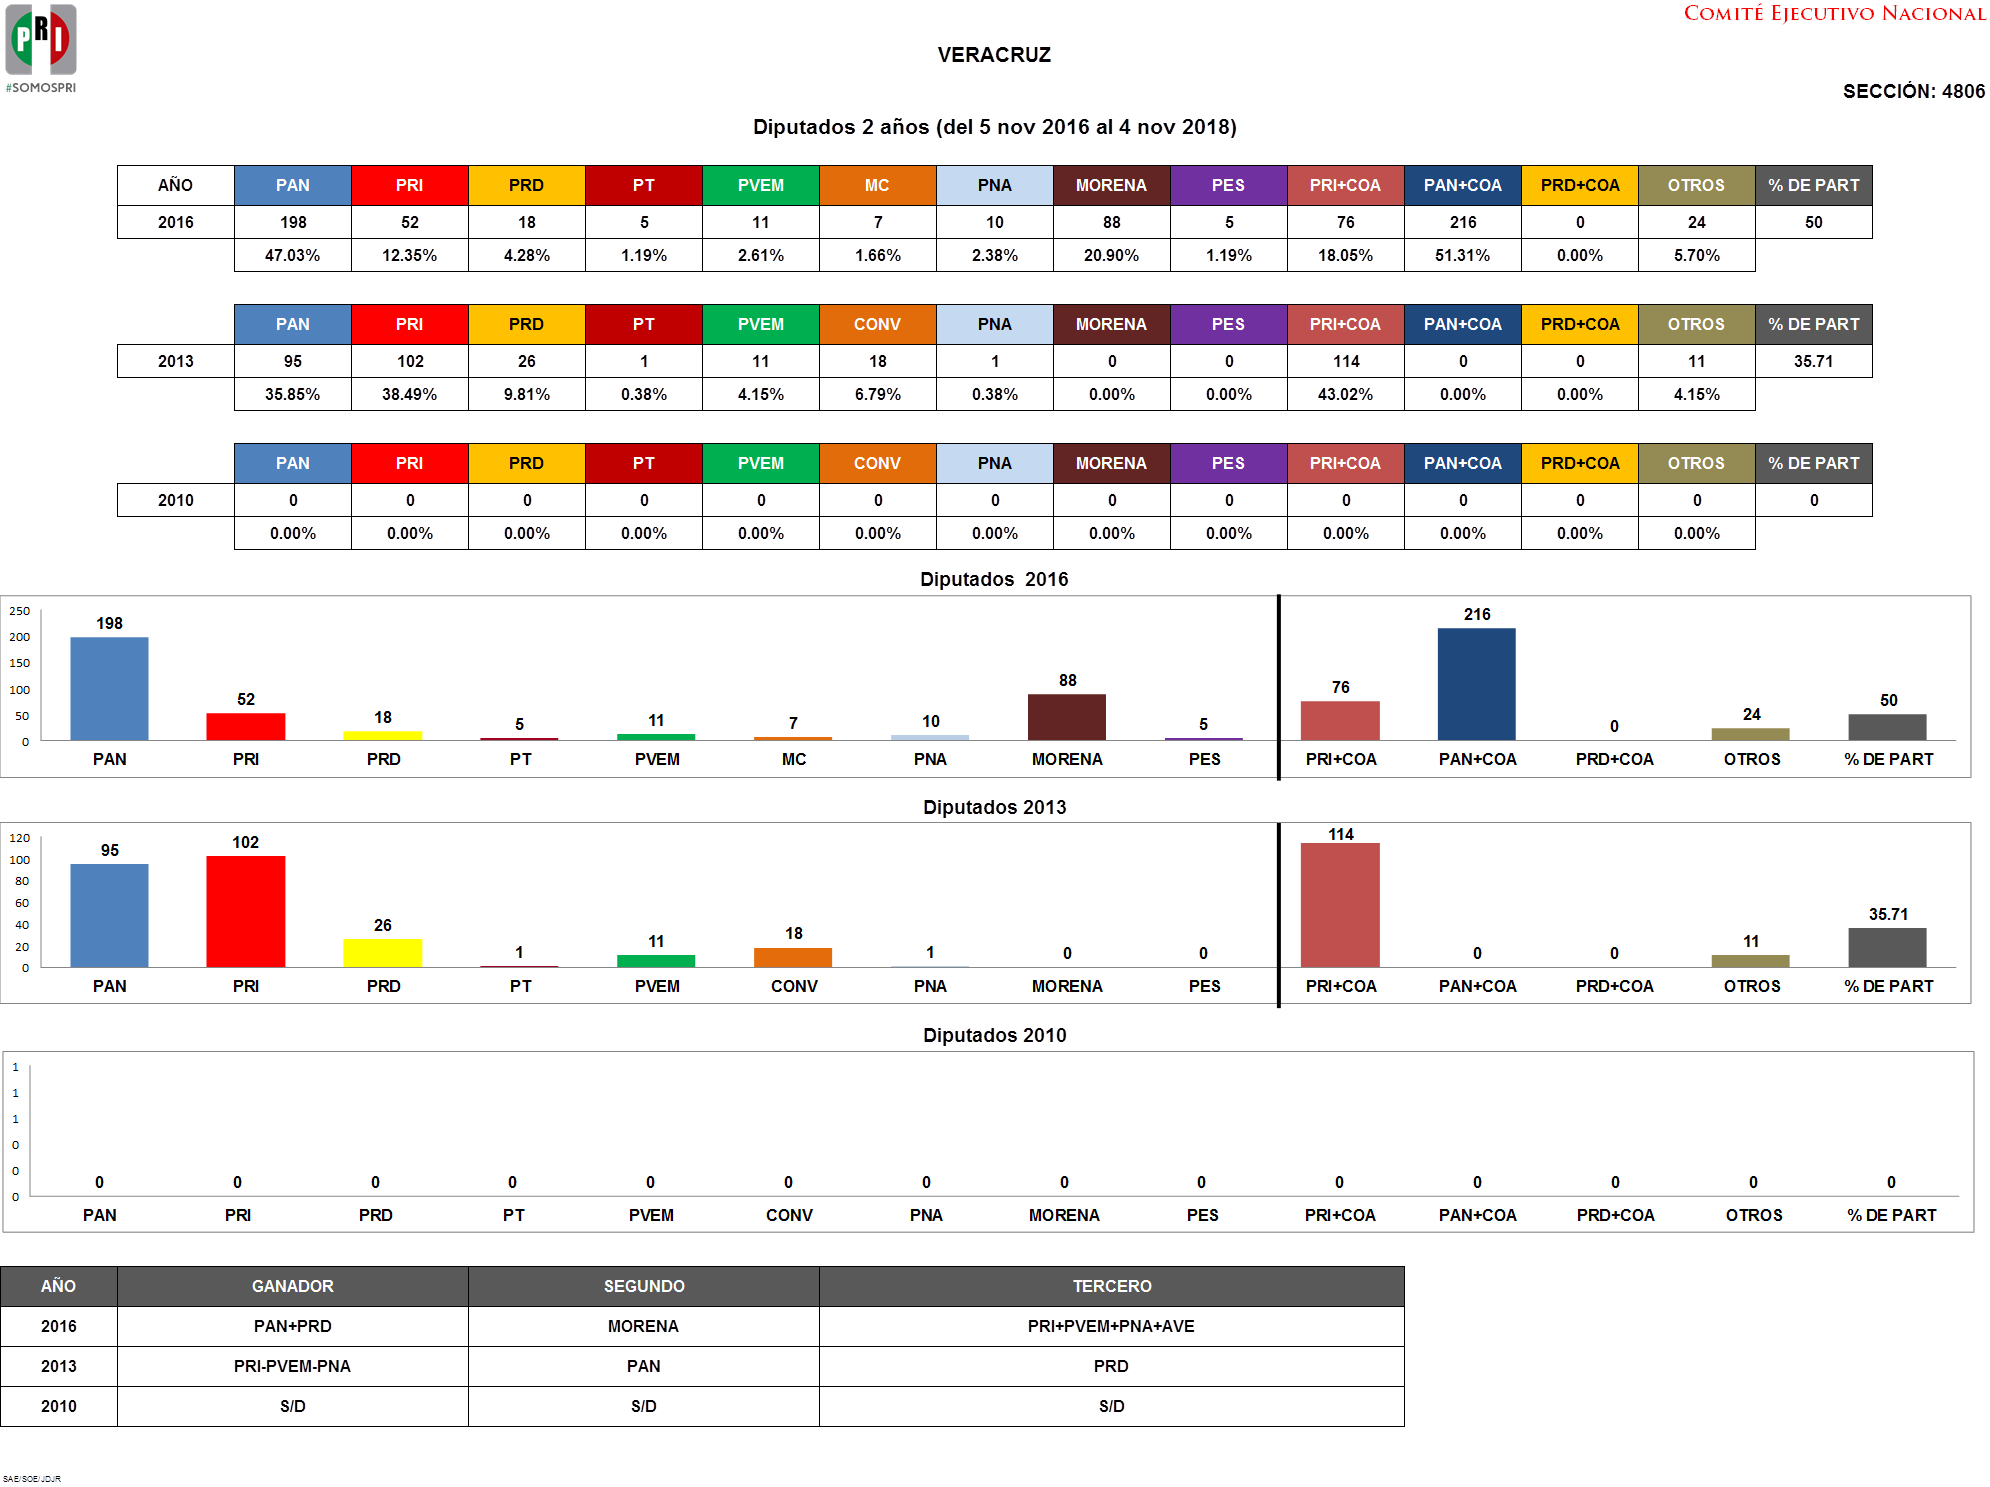 PRI
#SOMOSPRI
COMITÉ EJECUTIVO NACIONAL
VERACRUZ
SECCIÓN: 4806
Diputados 2 años (del 5 nov 2016 al 4 nov 2018)
AÑO PAN PRI PRD PT PVEM MC PNA MORENA PES PRI+COA PAN+COA PRD+COA OTROS % DE PART
2016 198 52 18 5 11 7 10 88 5 76 216 0 24 50
47.03% 12.35% 4.28% 1.19% 2.61% 1.66% 2.38% 20.90% 1.19% 18.05% 51.31% 0.00% 5.70%
PAN PRI PRD PT PVEM CONV PNA MORENA PES PRI+COA PAN+COA PRD+COA OTROS % DE PART
2013 95 102 26 1 11 18 1 0 0 114 0 0 11 35.71
35.85% 38.49% 9.81% 0.38% 4.15% 6.79% 0.38% 0.00% 0.00% 43.02% 0.00% 0.00% 4.15%
PAN PRI PRD PT PVEM CONV PNA MORENA PES PRI+COA PAN+COA PRD+COA OTROS % DE PART
2010 0 0 0 0 0 0 0 0 0 0 0 0 0 0
0.00% 0.00% 0.00% 0.00% 0.00% 0.00% 0.00% 0.00% 0.00% 0.00% 0.00% 0.00% 0.00%
Diputados 2016
250
200
150
100
50
0
198 52 18 5 11 7 10 88 5 76 216 0 24 50
PAN PRI PRD PT PVEM MC PNA MORENA PES PRI+COA PAN+COA PRD+COA OTROS % DE PART
Diputados 2013
120
100
80
60
40
20
0
95 102 26 1 11 18 1 0 0 114 0 0 11 35.71
PAN PRI PRD PT PVEM CONV PNA MORENA PES PRI+COA PAN+COA PRD+COA OTROS % DE PART
Diputados 2010
1
1
1
0
0
0
0 0 0 0 0 0 0 0 0 0 0 0 0 0
PAN PRI PRD PT PVEM CONV PNA MORENA PES PRI+COA PAN+COA PRD+COA OTROS % DE PART
AÑO GANADOR SEGUNDO TERCERO
2016 PAN+PRD MORENA PRI+PVEM+PNA+AVE
2013 PRI-PVEM-PNA PAN PRD
2010 S/D S/D S/D
SAE/SOE/JDJR